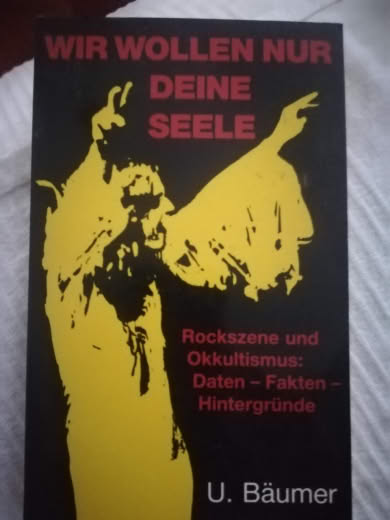 WIR WOLLEN NUR
DEINE
SEELE
Rockszene und
Okkultismus:
Daten – Fakten –
Hintergründe
U. Bäumer